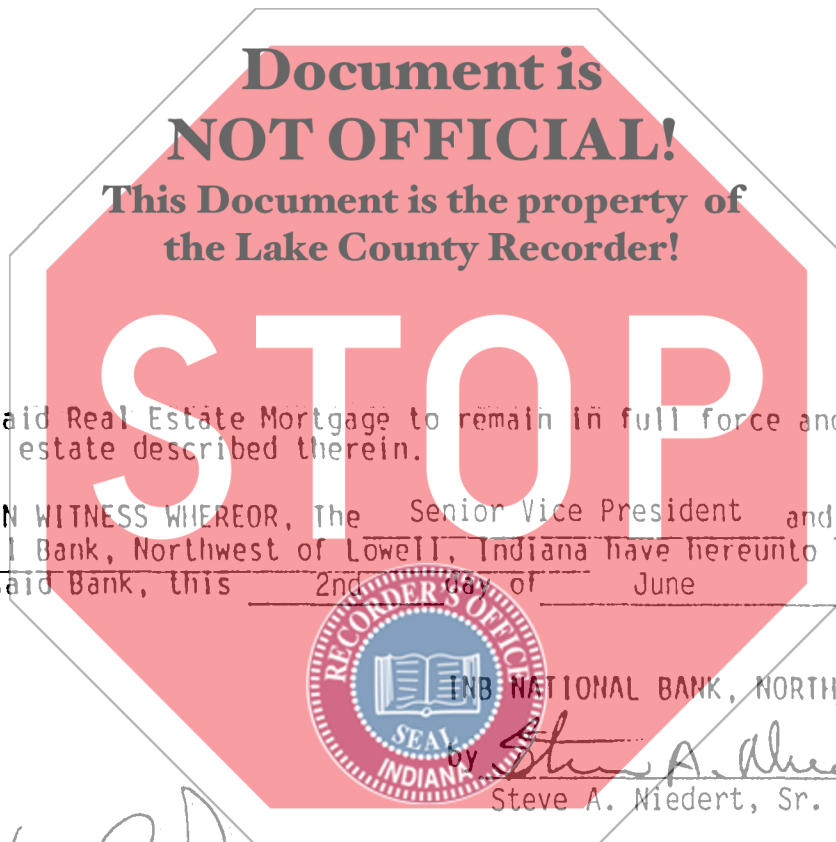 Document is
NOT OFFICIAL!
This Document is the property of
the Lake County Recorder!
STOP
aid Real Estate Mortgage to remain in full force and
estate described therein.
N WITNESS WHEREOR, The Senior Vice President and
l Bank, Northwest of Lowell, Indiana have hereunto
aid Bank, this 2nd day of June
RECORDER'S OFFICE
SEAL
INDIANA
INB NATIONAL BANK, NORTH
by Steve A.
Steve A. Niedert, Sr.